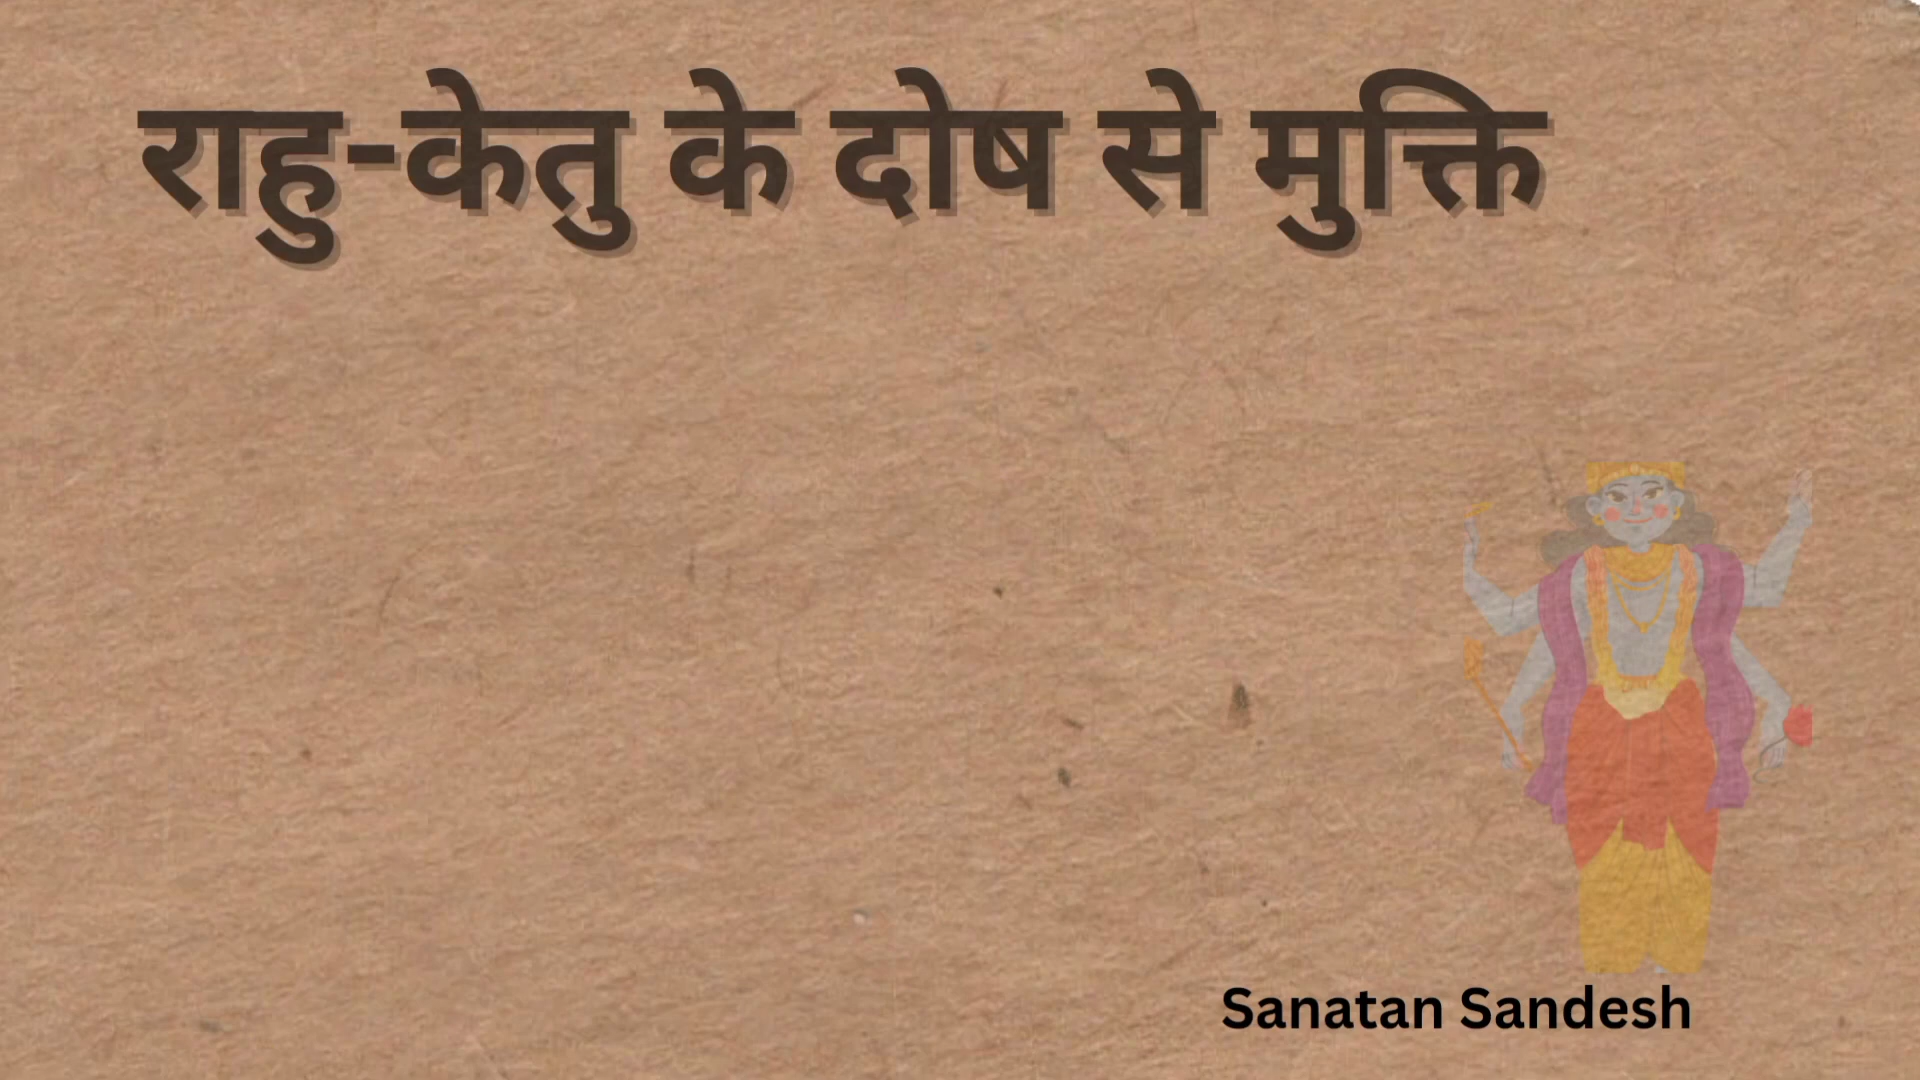 राहु-केतु के दोष से मुक्ति
Sanatan Sandesh